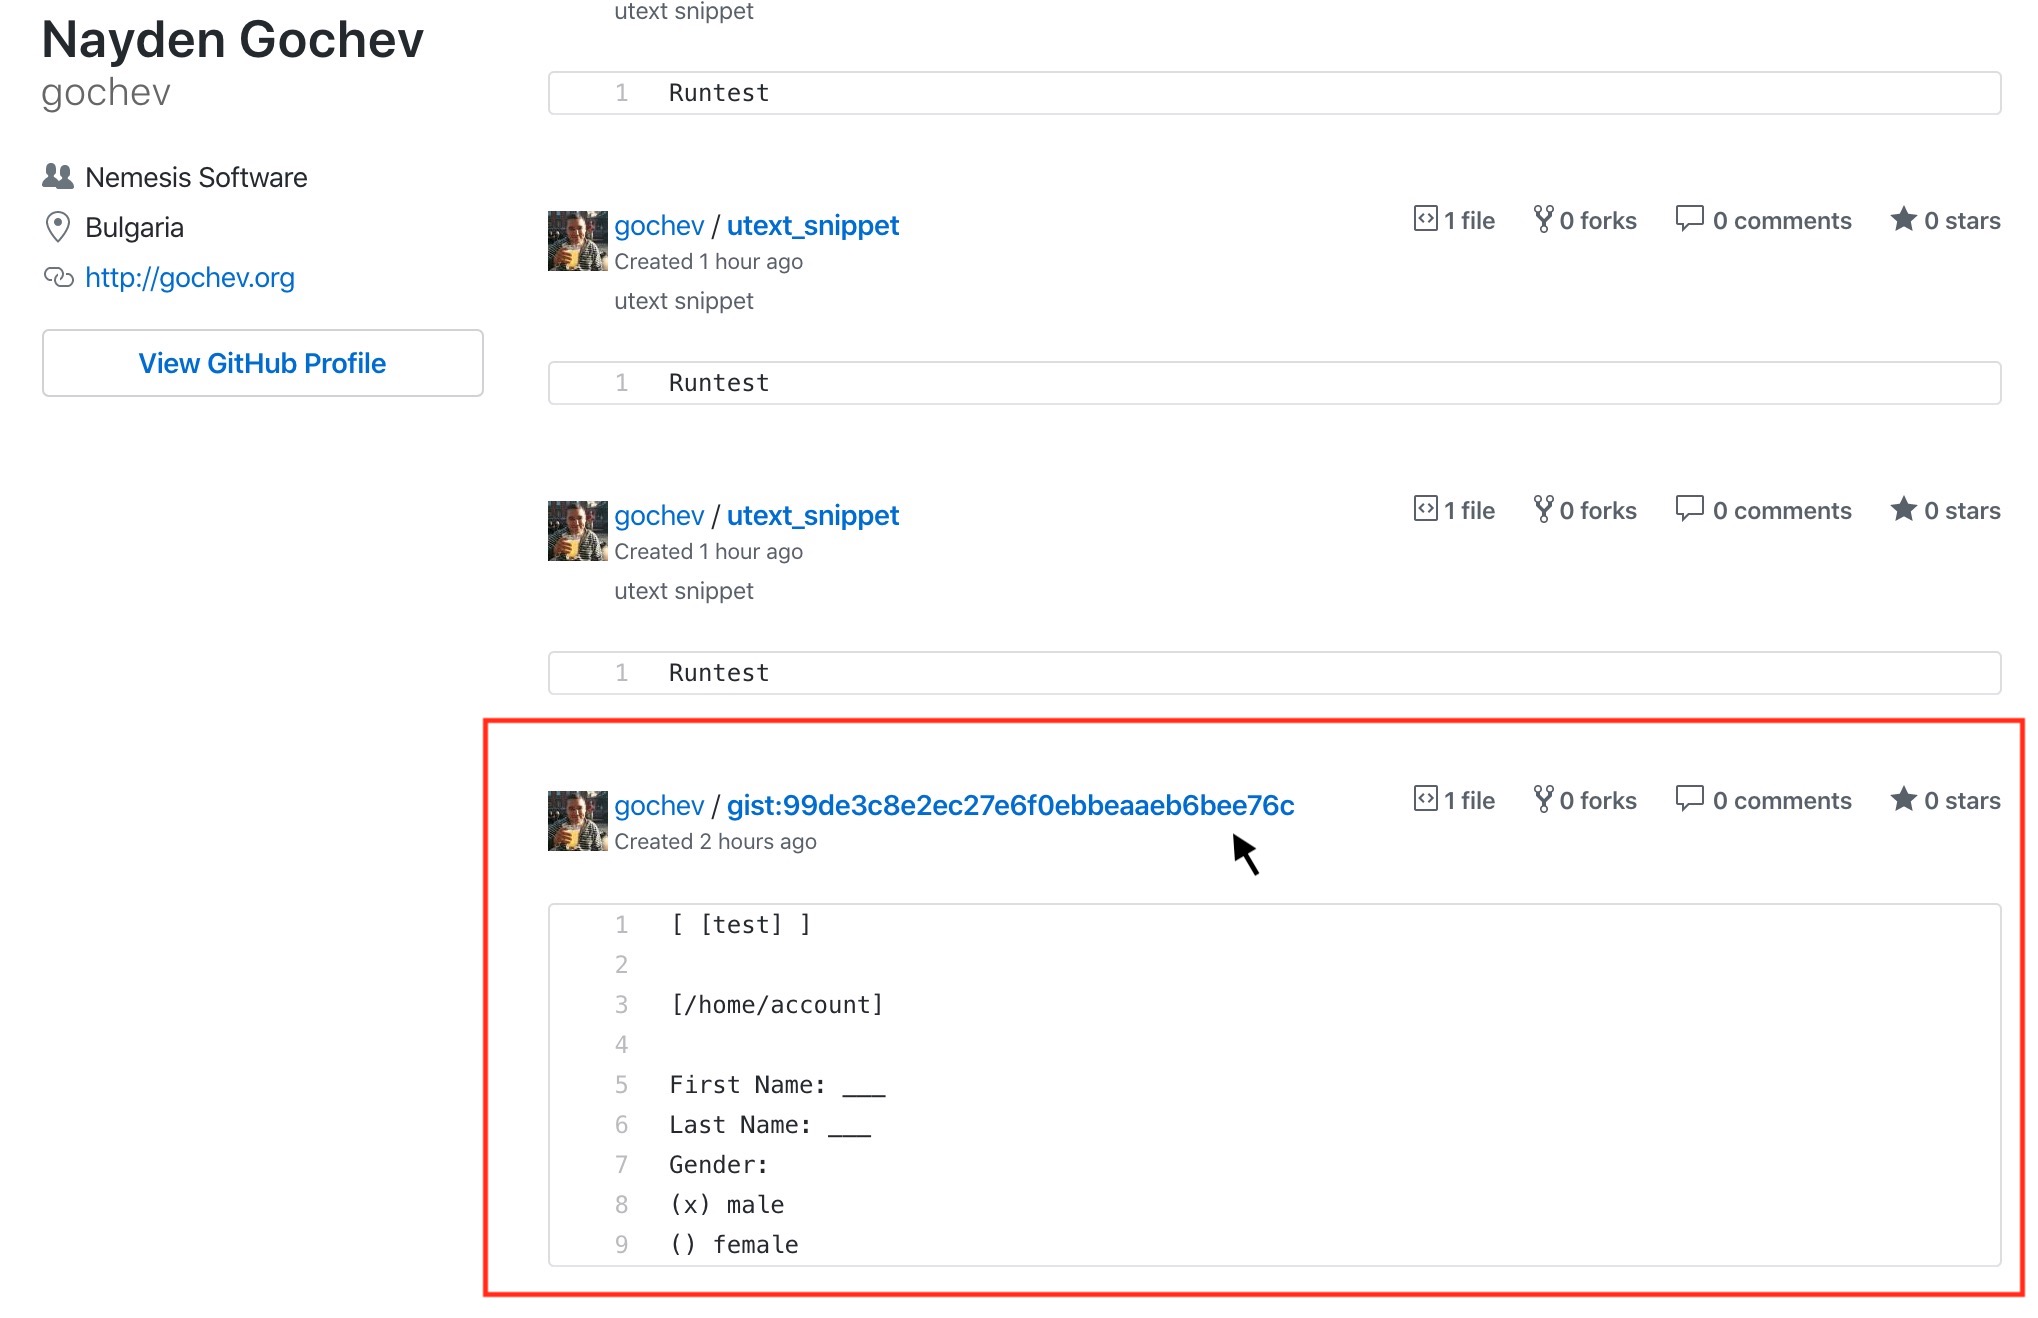 Nayden Gochev
gochev
Nemesis Software
Bulgaria
http://gochev.org
View GitHub Profile
utext snippet
1 Runtest
gochev / utext_snippet
1 file 0 forks 0 comments 0 stars
Created 1 hour ago
utext snippet
1 Runtest
gochev / utext_snippet
1 file 0 forks 0 comments 0 stars
Created 1 hour ago
utext snippet
1 Runtest
gochev / gist:99de3c8e2ec27e6f0ebbeaaeb6bee76c
1 file 0 forks 0 comments 0 stars
Created 2 hours ago
1 [ [test] ]
2
3 [/home/account]
4
5 First Name: ___
6 Last Name: ___
7 Gender:
8 (x) male
9 () female